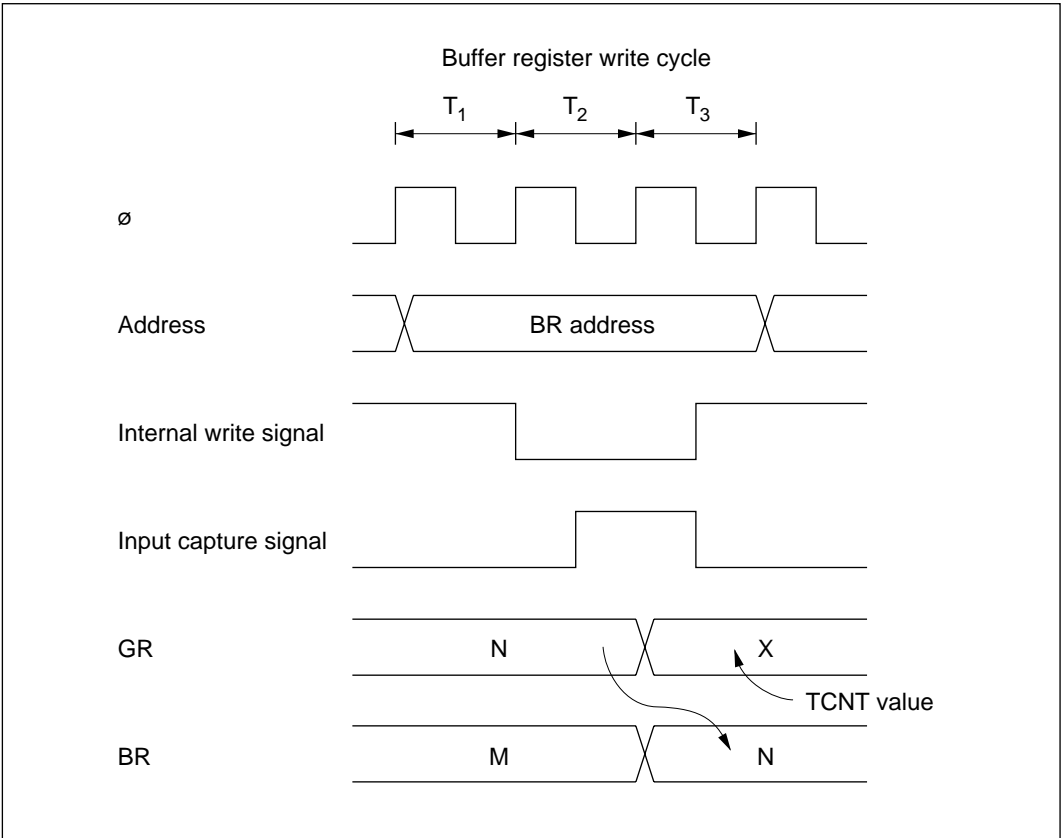 Buffer register write cycle
T1 T2 T3
ø
Address BR address
Internal write signal
Input capture signal
GR N X
TCNT value
BR M N